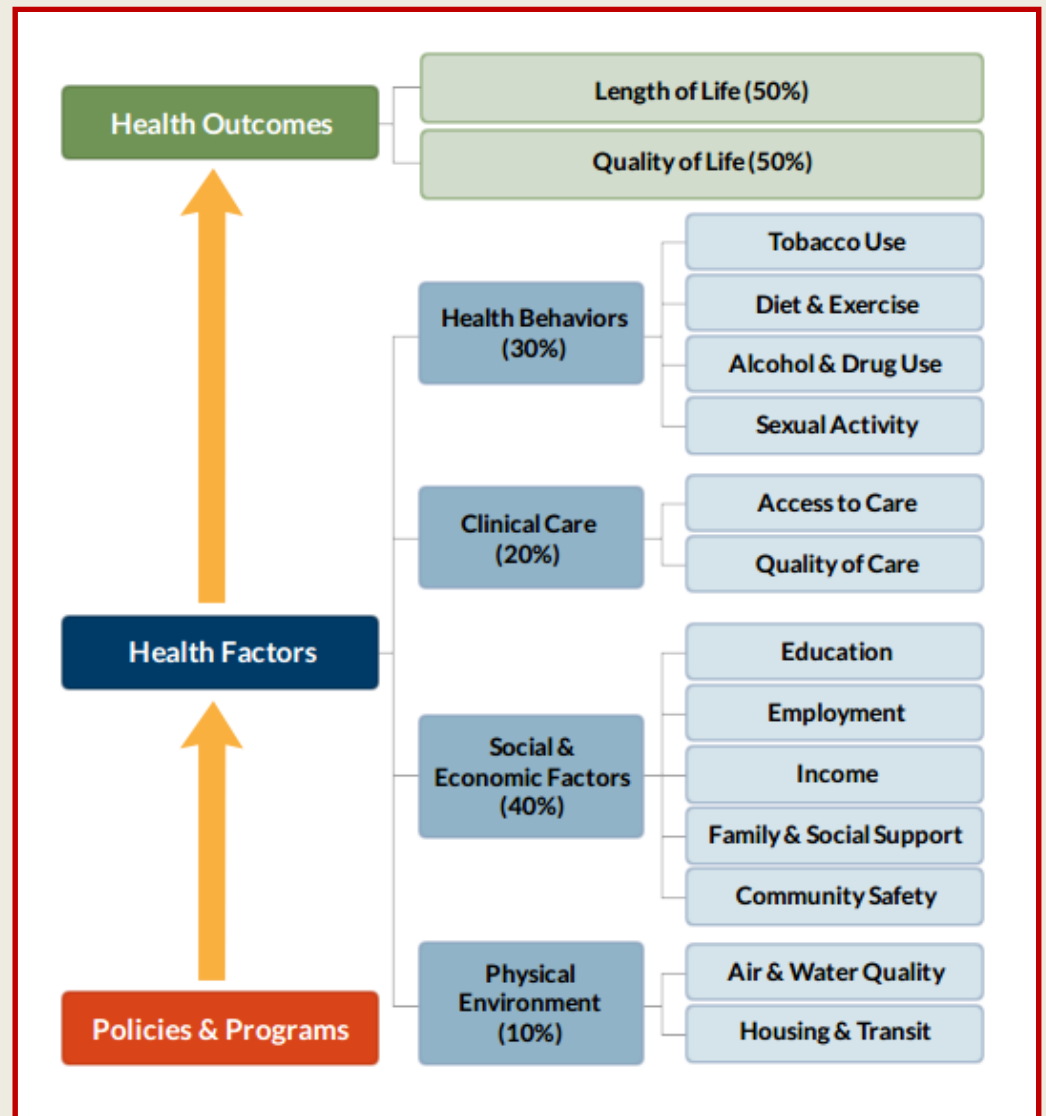 Health Outcomes
Length of Life (50%)
Quality of Life (50%)
Health Factors
Health Behaviors
(30%)
Tobacco Use
Diet & Exercise
Alcohol & Drug Use
Sexual Activity
Clinical Care
(20%)
Access to Care
Quality of Care
Social &
Economic Factors
(40%)
Education
Employment
Income
Family & Social Support
Community Safety
Physical
Environment
(10%)
Air & Water Quality
Housing & Transit
Policies & Programs